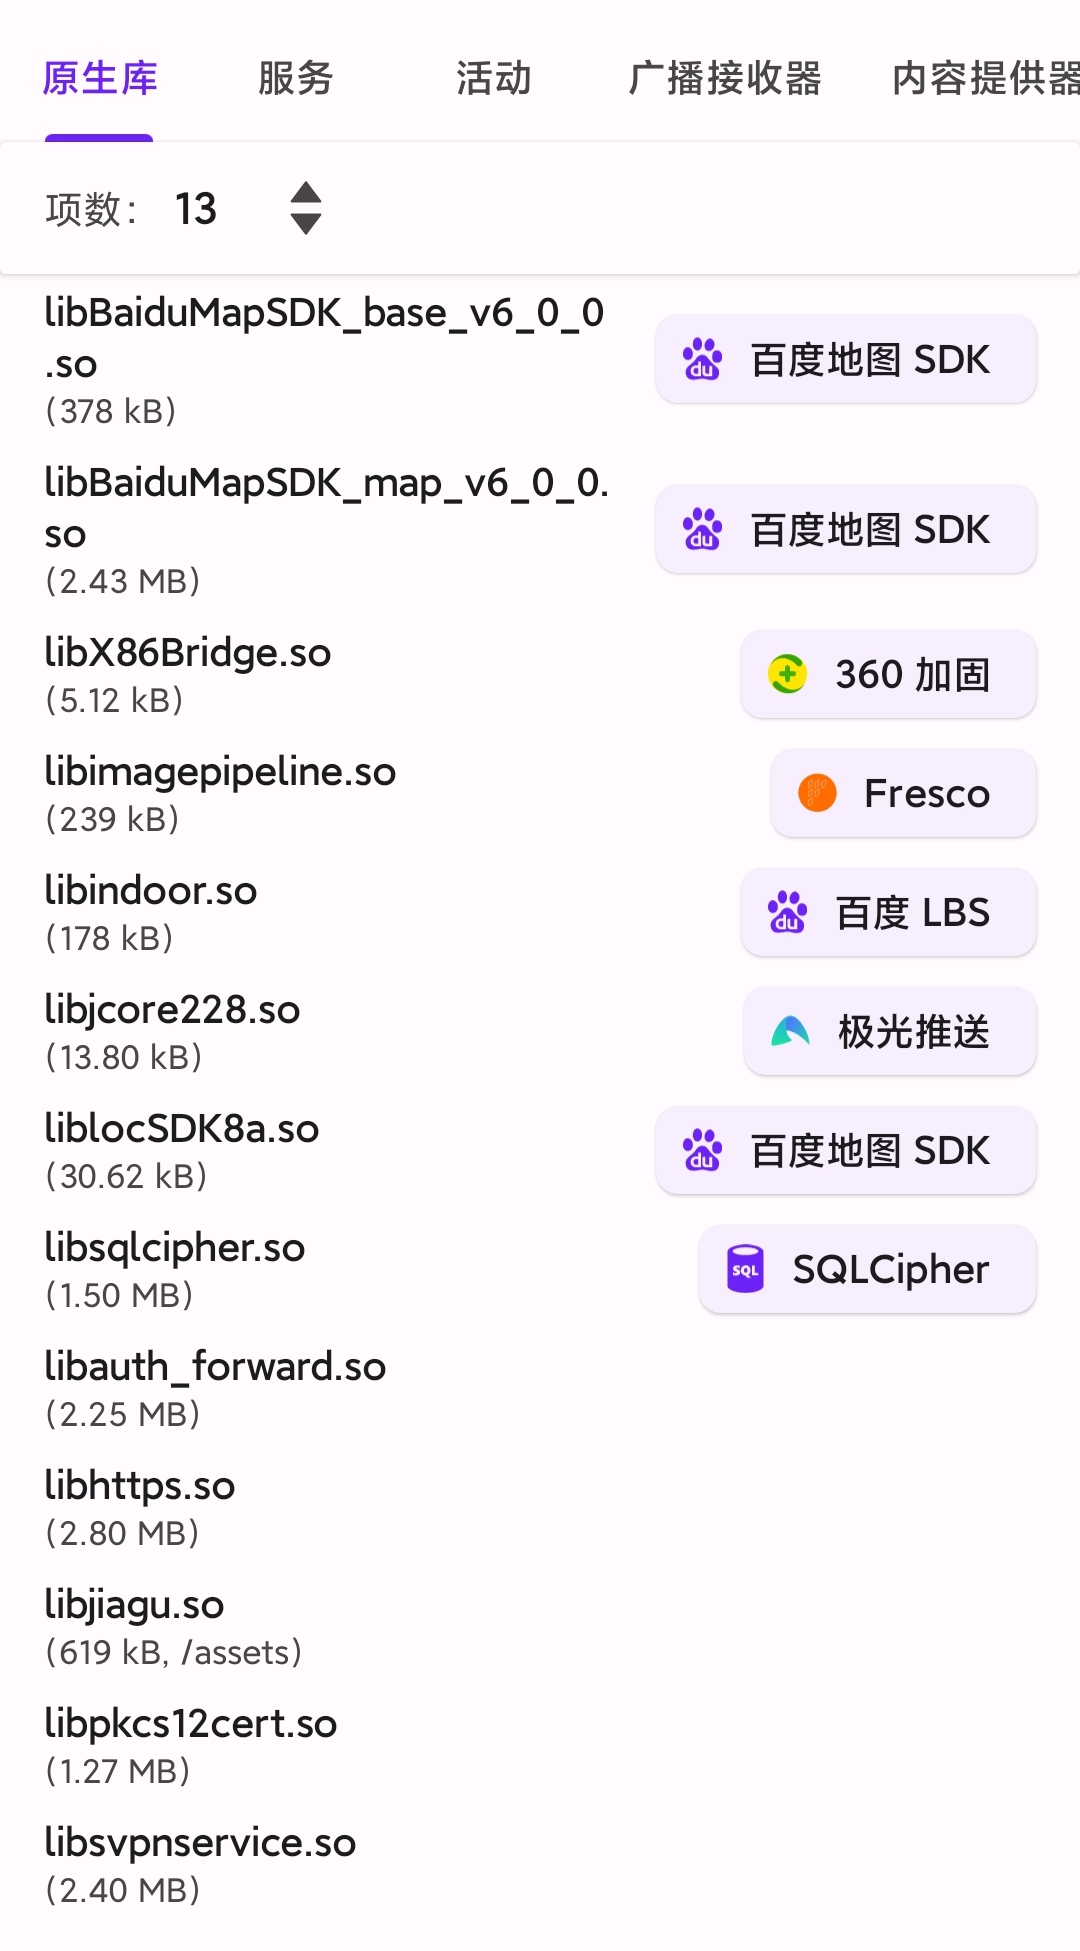 原生库 服务 活动 广播接收器 内容提供器
项数: 13
libBaiduMapSDK_base_v6_0_0
.so
(378 kB)
du 百度地图 SDK
libBaiduMapSDK_map_v6_0_0.
so
(2.43 MB)
du 百度地图 SDK
libX86Bridge.so
(5.12 kB)
360 加固
libimagepipeline.so
(239 kB)
Fresco
libindoor.so
(178 kB)
du 百度 LBS
libjcore228.so
(13.80 kB)
极光推送
liblocSDK8a.so
(30.62 kB)
du 百度地图 SDK
libsqlcipher.so
(1.50 MB)
SQL SQLCipher
libauth_forward.so
(2.25 MB)
libhttps.so
(2.80 MB)
libjiagu.so
(619 kB, /assets)
libpkcs12cert.so
(1.27 MB)
libsvpnservice.so
(2.40 MB)